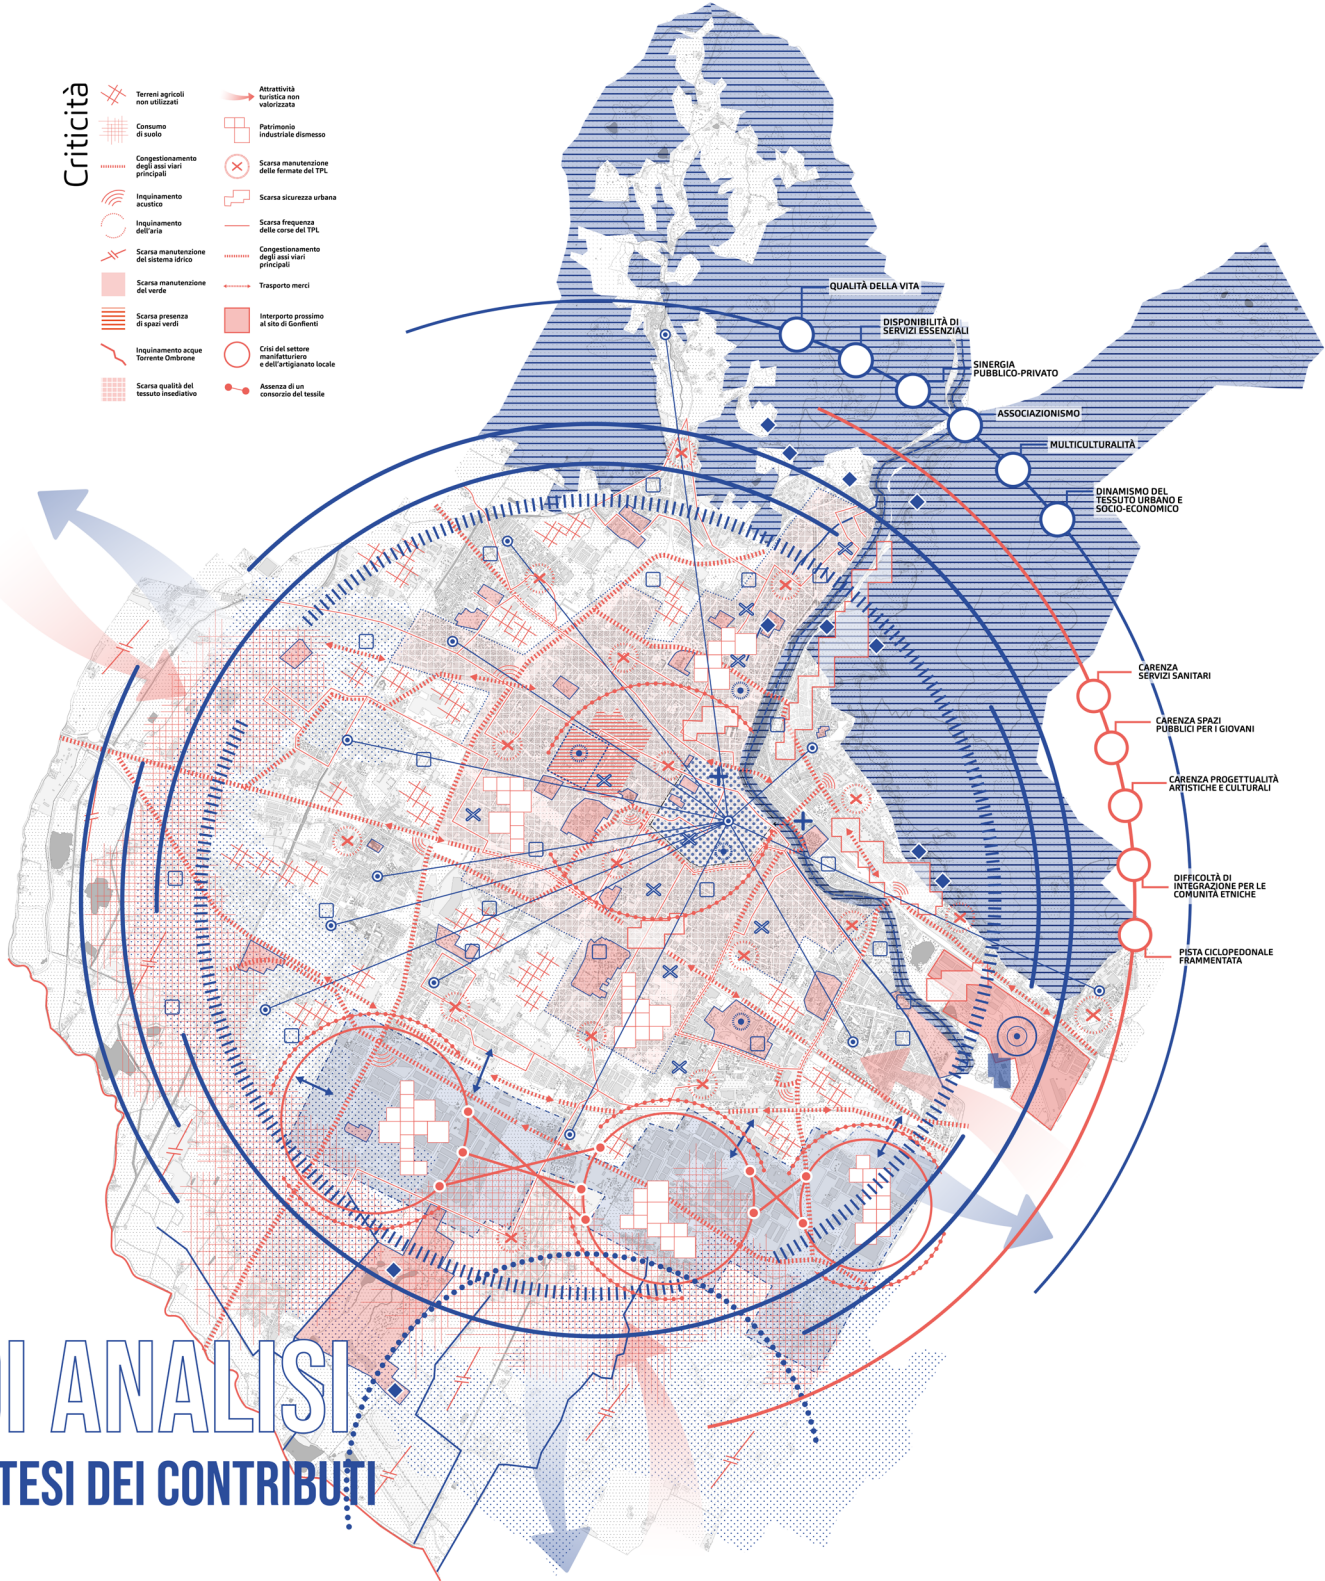 Criticità
Terreni agricoli
non utilizzati
Consumo
di suolo
Congestionamento
degli assi viari
principali
Inquinamento
acustico
Inquinamento
dell'aria
Scarsa manutenzione
del sistema idrico
Scarsa manutenzione
del verde
Scarsa presenza
di spazi verdi
Inquinamento acque
Torrente Ombrone
Scarsa qualità del
tessuto insediativo
Attrattività
turistica non
valorizzata
Patrimonio
industriale dismesso
Scarsa manutenzione
delle fermate del TPL
Scarsa sicurezza urbana
Scarsa frequenza
delle corse del TPL
Congestionamento
degli assi viari
principali
Trasporto merci
Interporto prossimo
al sito di Gonfienti
Crisi del settore
manifatturiero
e dell'artigianato locale
Assenza di un
consorzio del tessile
QUALITÀ DELLA VITA
DISPONIBILITÀ DI
SERVIZI ESSENZIALI
SINERGIA
PUBBLICO-PRIVATO
ASSOCIAZIONISMO
MULTICULTURALITÀ
DINAMISMO DEL
TESSUTO URBANO E
SOCIO-ECONOMICO
CARENZA
SERVIZI SANITARI
CARENZA SPAZI
PUBBLICI PER I GIOVANI
CARENZA PROGETTUALITÀ
ARTISTICHE E CULTURALI
DIFFICOLTÀ DI
INTEGRAZIONE PER LE
COMUNITÀ ETNICHE
PISTA CICLOPEDONALE
FRAMMENTATA
DI ANALISI
TESI DEI CONTRIBUTI